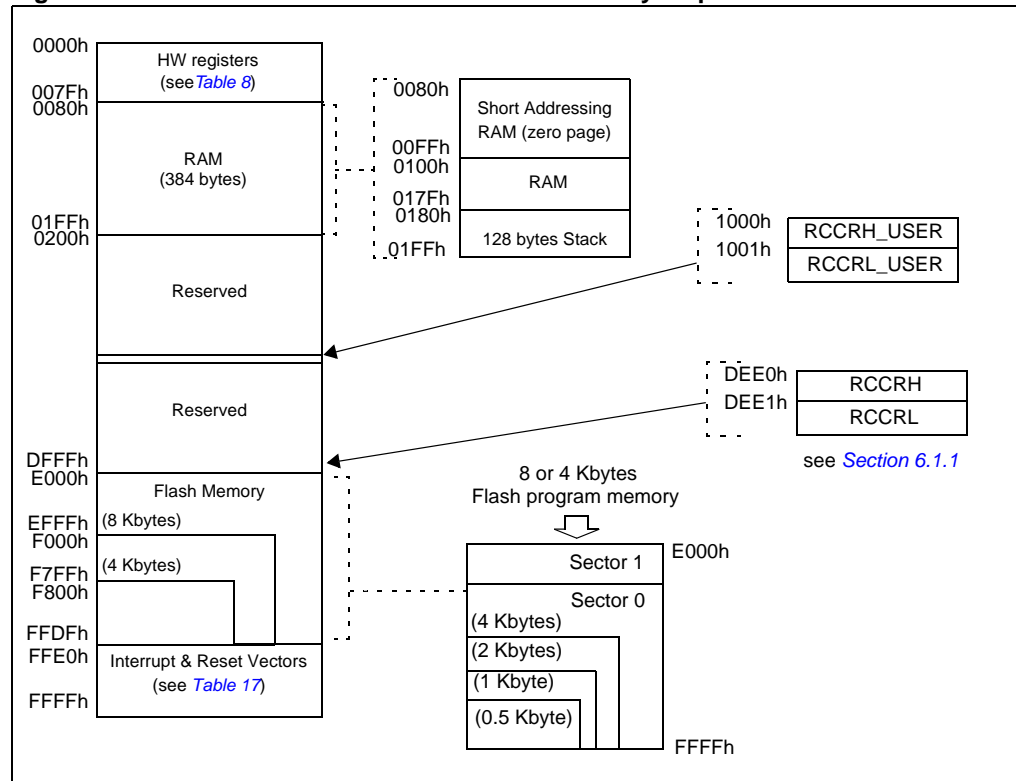 0000h
HW registers
(see Table 8)
007Fh
0080h
RAM
(384 bytes)
01FFh
0200h
Reserved
Reserved
DFFFh
E000h
Flash Memory
EFFFh
(8 Kbytes)
F000h
F7FFh
(4 Kbytes)
F800h
FFDFh
FFE0h
Interrupt & Reset Vectors
(see Table 17)
FFFFh
0080h
Short Addressing
RAM (zero page)
00FFh
0100h
RAM
017Fh
0180h
128 bytes Stack
01FFh
1000h
RCCRH_USER
1001h
RCCRL_USER
DEE0h
RCCRH
DEE1h
RCCRL
see Section 6.1.1
8 or 4 Kbytes
Flash program memory
Sector 1
E000h
Sector 0
(4 Kbytes)
(2 Kbytes)
(1 Kbyte)
(0.5 Kbyte)
FFFFh